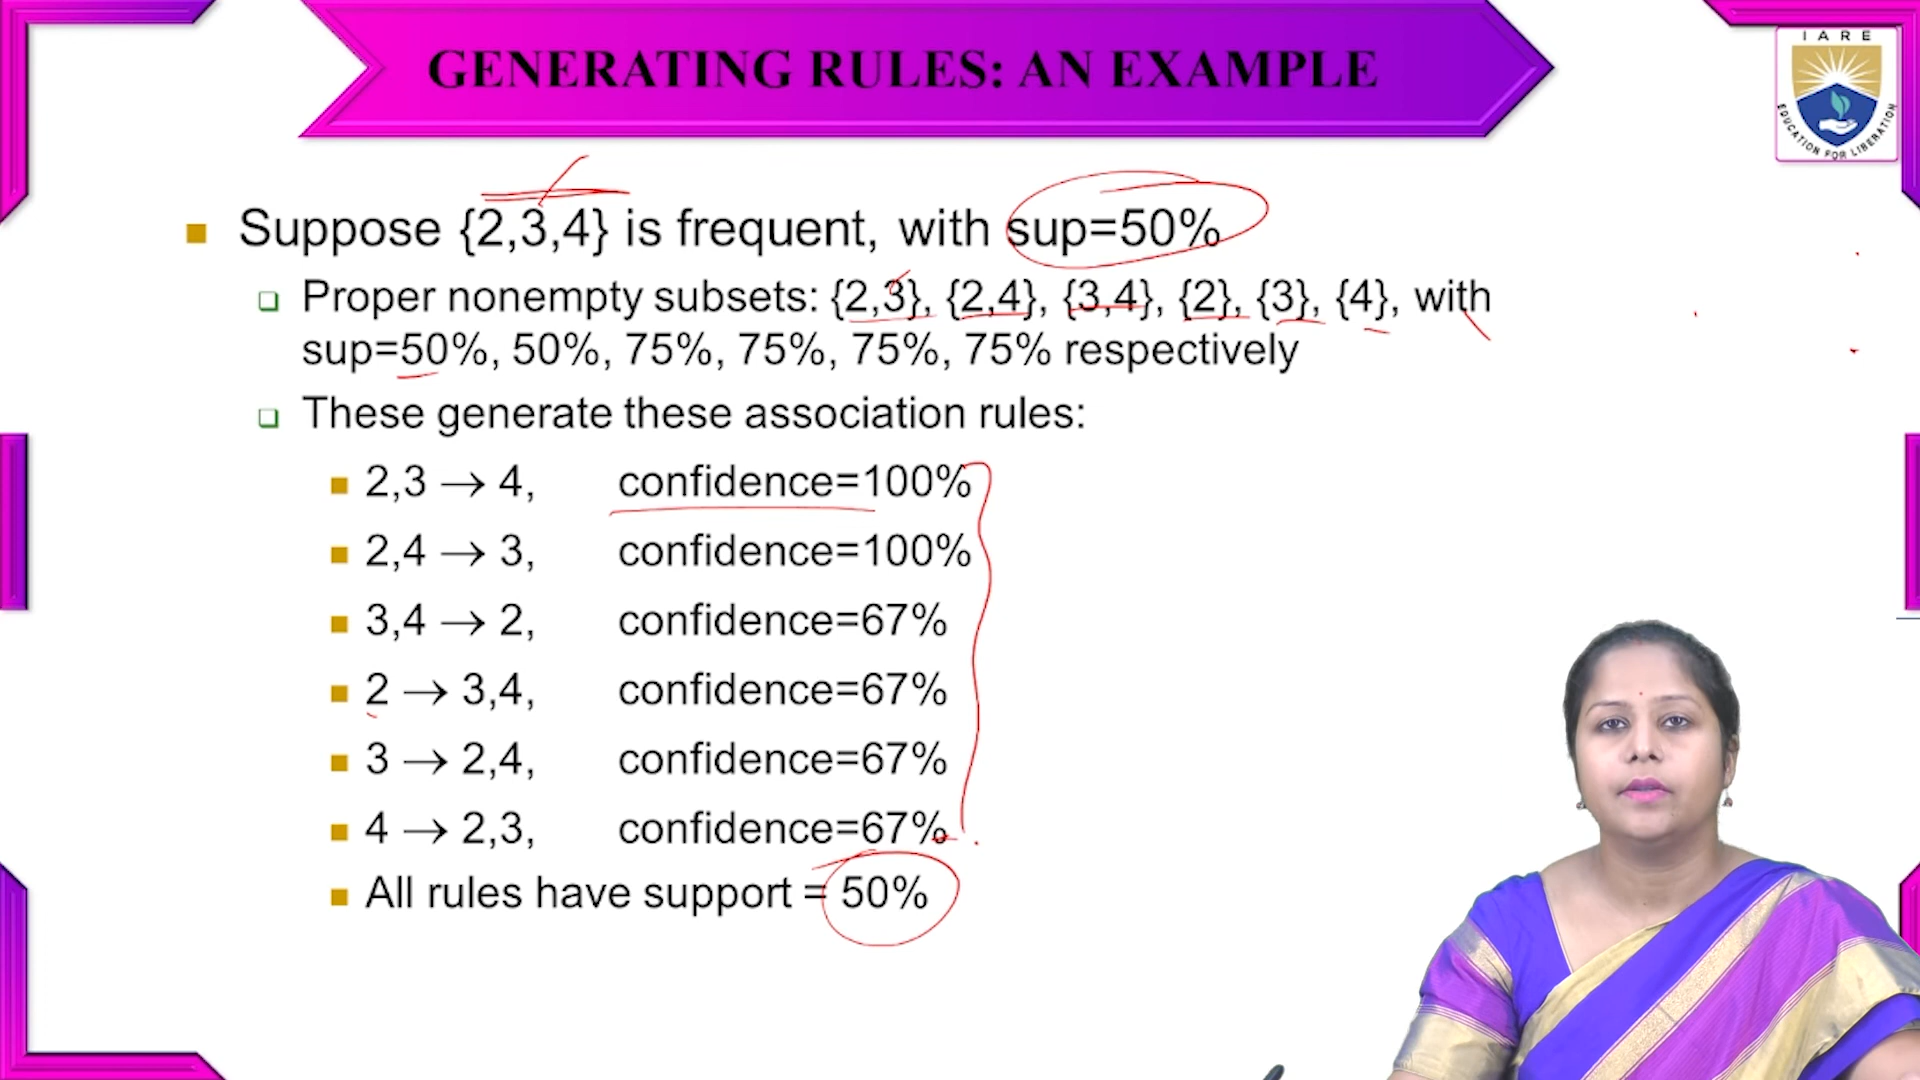 GENERATING RULES: AN EXAMPLE
IARE
EDUCATION FOR LIBERATION
Suppose {2,3,4} is frequent, with sup=50%
Proper nonempty subsets: {2,3}, {2,4}, {3,4}, {2}, {3}, {4}, with
sup=50%, 50%, 75%, 75%, 75%, 75% respectively
These generate these association rules:
2,3 → 4, confidence=100%
2,4 → 3, confidence=100%
3,4 → 2, confidence=67%
2 → 3,4, confidence=67%
3 → 2,4, confidence=67%
4 → 2,3, confidence=67%
All rules have support = 50%